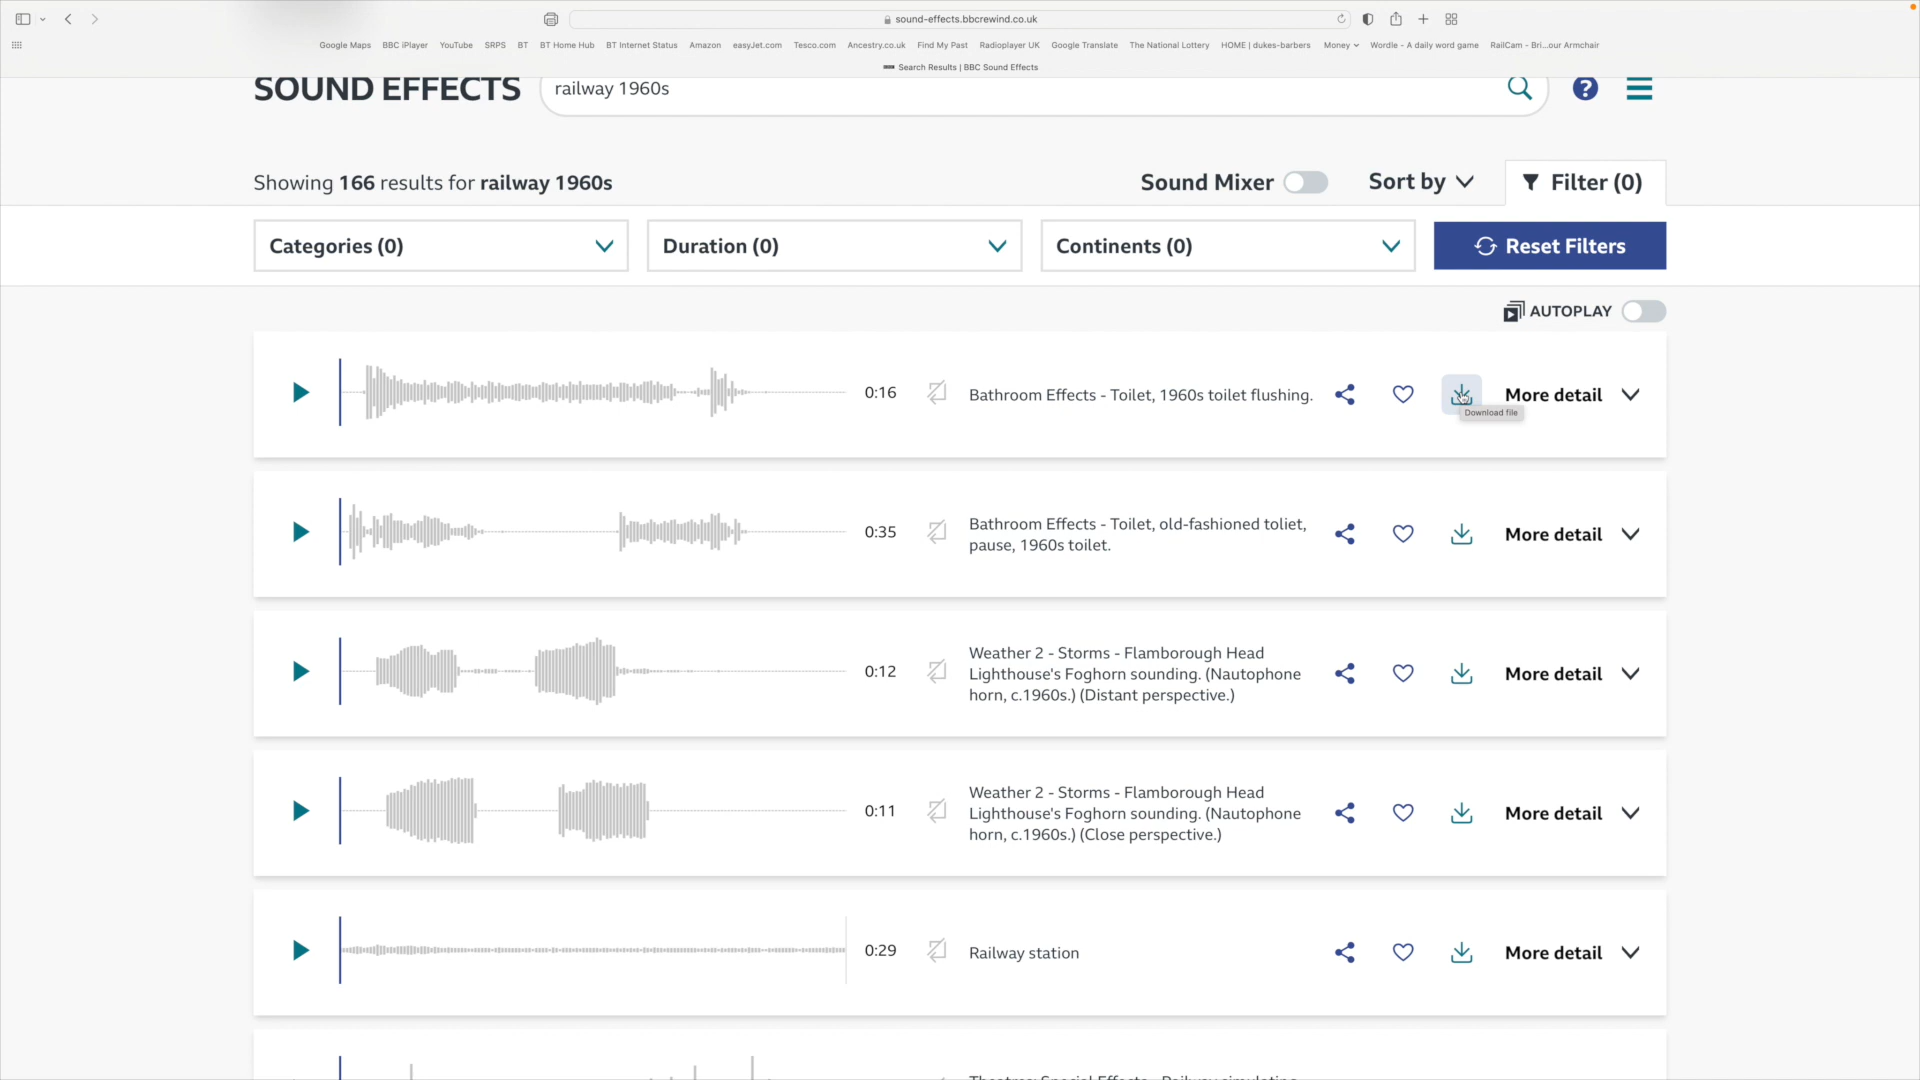 sound-effects.bbcrewind.co.uk
Google Maps BBC iPlayer YouTube SRPS BT BT Home Hub BT Internet Status Amazon easyJet.com Tesco.com Ancestry.co.uk Find My Past Radioplayer UK Google Translate The National Lottery HOME | dukes-barbers Money Wordle - A daily word game RailCam - Bri...our Armchair
Search Results | BBC Sound Effects
SOUND EFFECTS railway 1960s ?
Showing 166 results for railway 1960s Sound Mixer Sort by Filter (0)
Categories (0) Duration (0) Continents (0) Reset Filters
AUTOPLAY
0:16 Bathroom Effects - Toilet, 1960s toilet flushing. More detail
Download file
0:35 Bathroom Effects - Toilet, old-fashioned toliet,
pause, 1960s toilet. More detail
Weather 2 - Storms - Flamborough Head
0:12 Lighthouse's Foghorn sounding. (Nautophone More detail
horn, c.1960s.) (Distant perspective.)
Weather 2 - Storms - Flamborough Head
0:11 Lighthouse's Foghorn sounding. (Nautophone More detail
horn, c.1960s.) (Close perspective.)
0:29 Railway station More detail
Theatres: Special Effects - Railway simulating